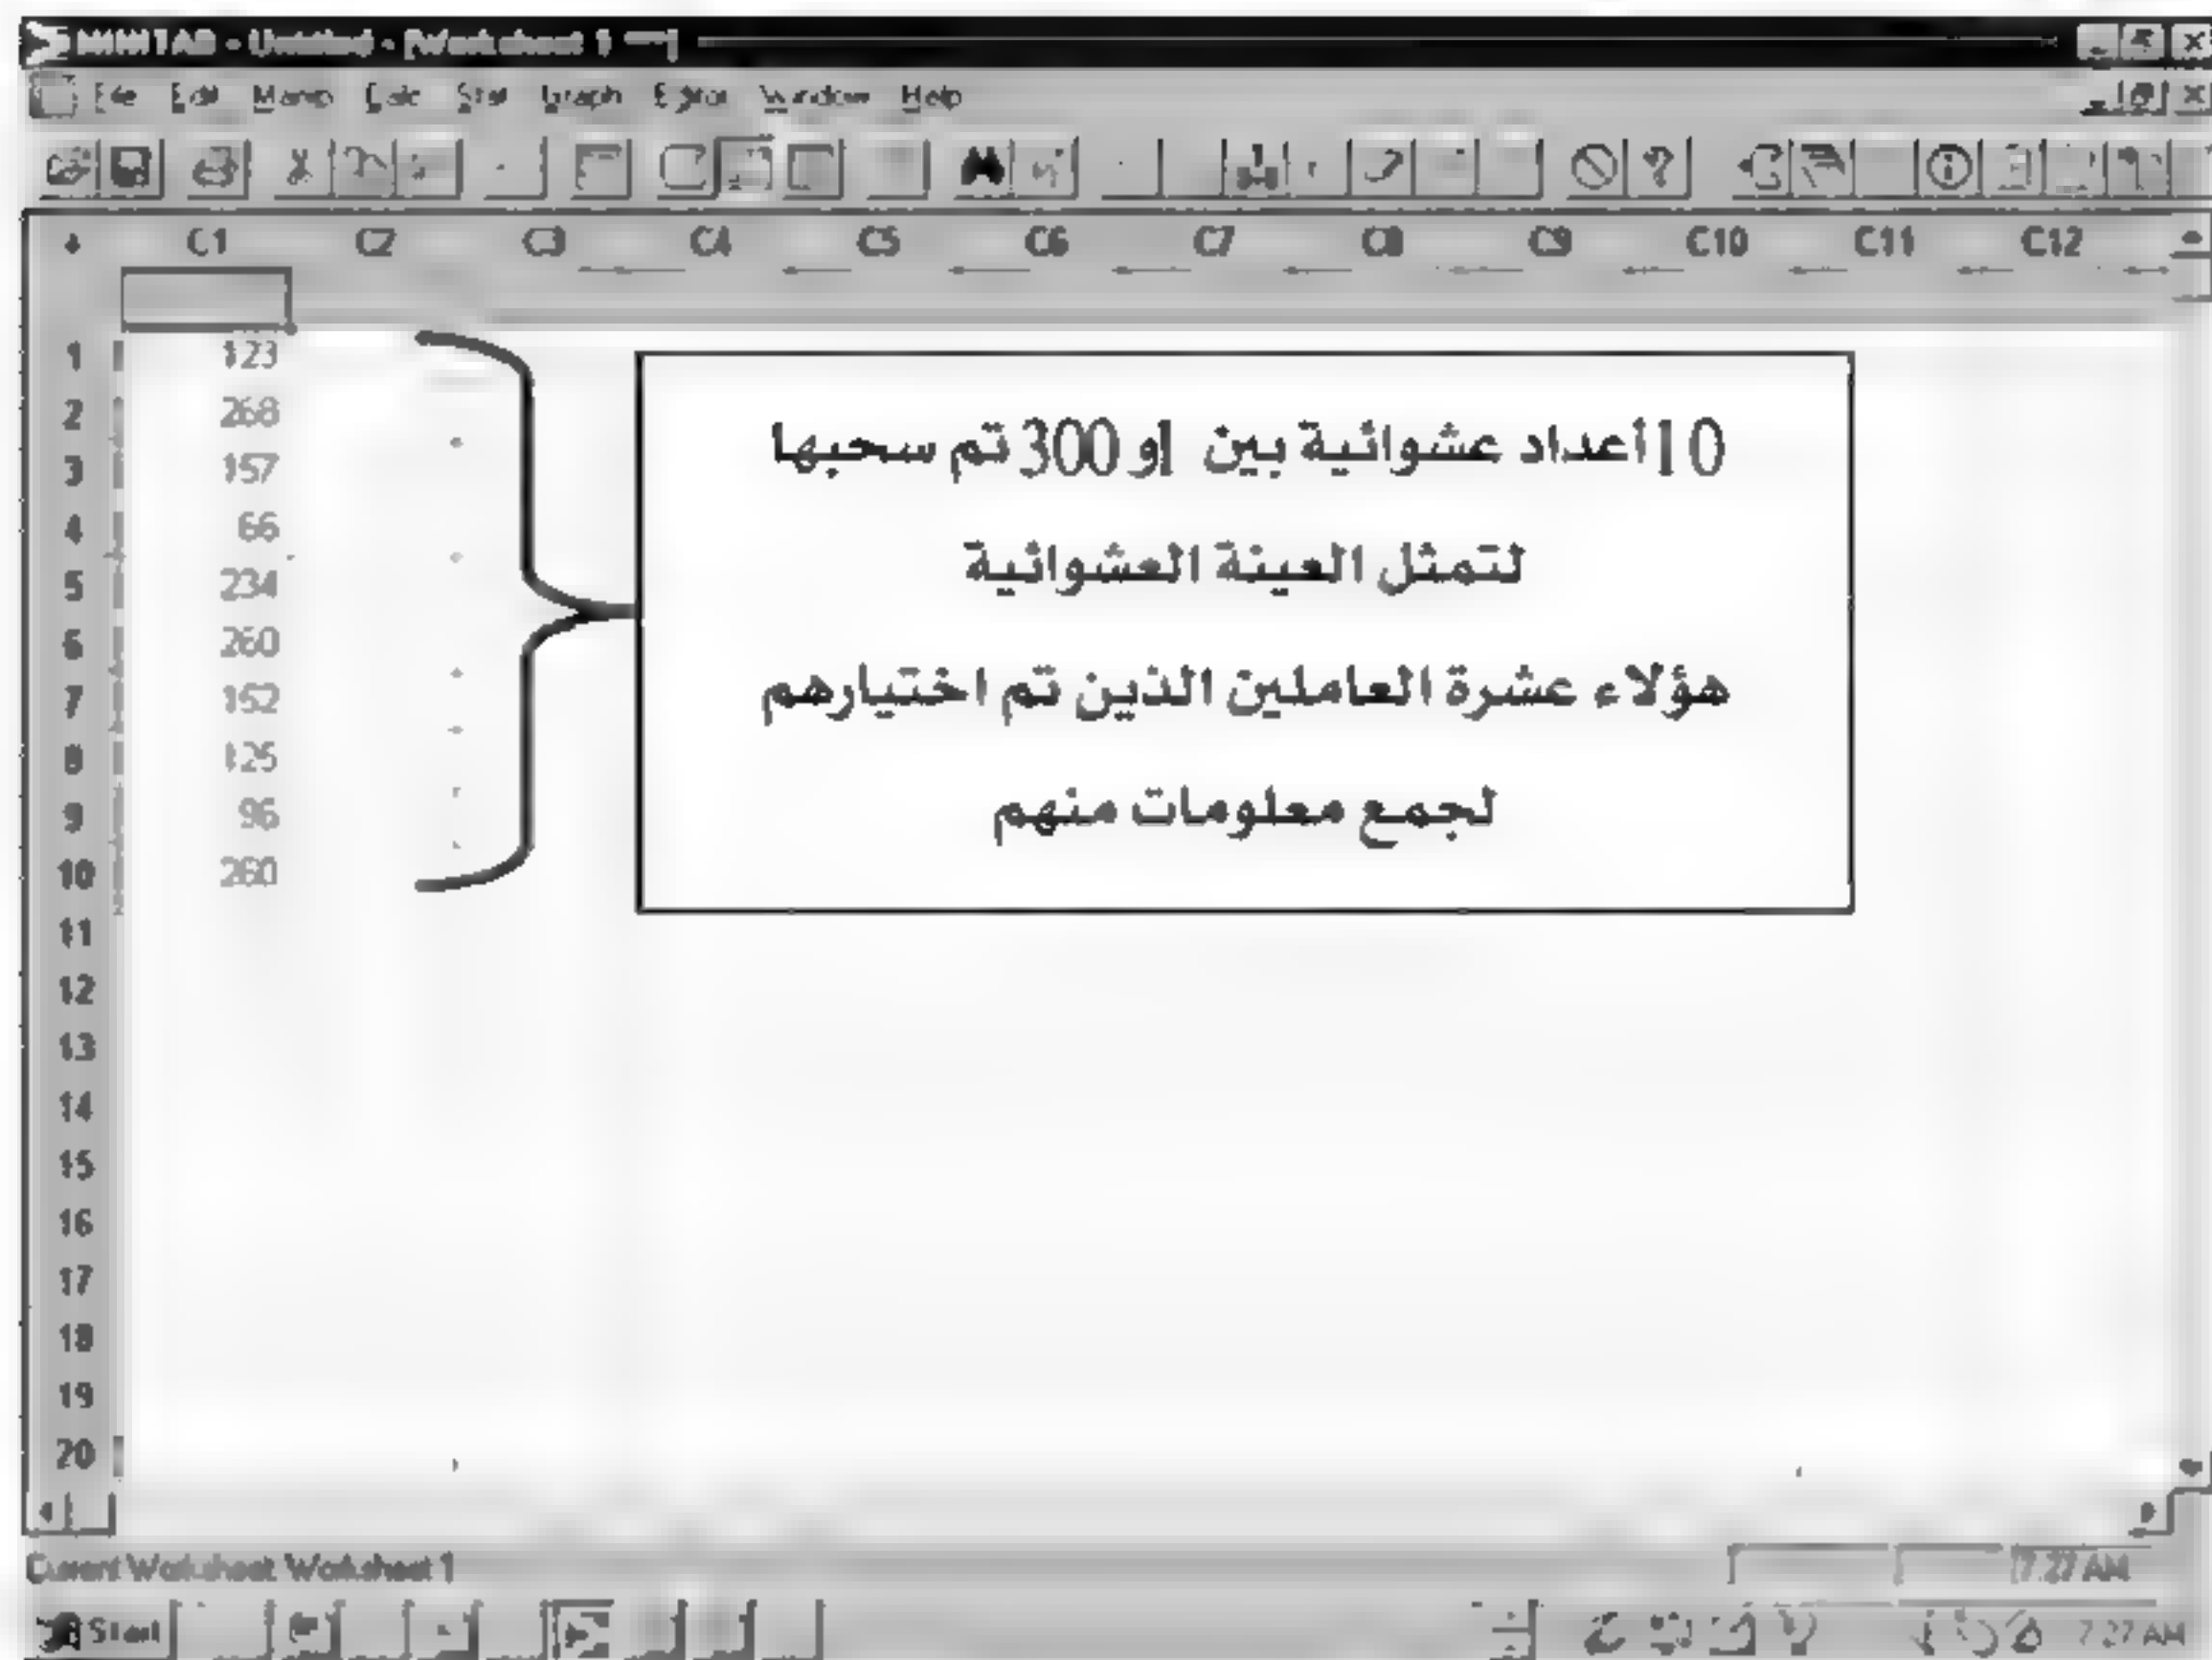 MINITAB - Untitled - [Worksheet 1 ***]
File Edit Manip Calc Stat Graph Editor Window Help
C1 C2 C3 C4 C5 C6 C7 C8 C9 C10 C11 C12
1 123
2 268
3 157
4 66
5 234
6 260
7 152
8 125
9 96
10 260
11
12
13
14
15
16
17
18
19
20
10 أعداد عشوائية بين 1 و 300 تم سحبها
لتمثل العينة العشوائية
هؤلاء عشرة العاملين الذين تم اختيارهم
لجمع معلومات منهم
Current Worksheet: Worksheet 1
7:27 AM
Start
7:27 AM